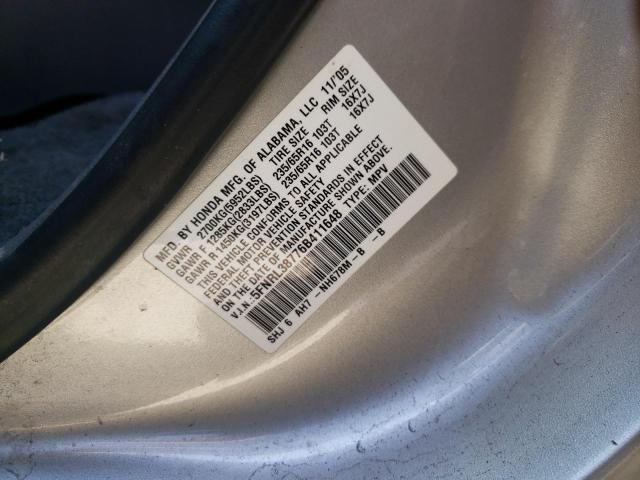 MFD. BY HONDA MFG. OF ALABAMA, LLC 11/'05
GVWR 2700KG(5952LBS) TIRE SIZE RIM SIZE
GAWR F 1285KG(2833LBS) 235/65R16 103T 16X7J
GAWR R 1450KG(3197LBS) 235/65R16 103T 16X7J
THIS VEHICLE CONFORMS TO ALL APPLICABLE
FEDERAL MOTOR VEHICLE SAFETY
AND THEFT PREVENTION STANDARDS IN EFFECT
ON THE DATE OF MANUFACTURE SHOWN ABOVE.
V.I.N.:5FNRL38776B411648 TYPE: MPV
SHJ 6 AH7 -NH678M-B -B